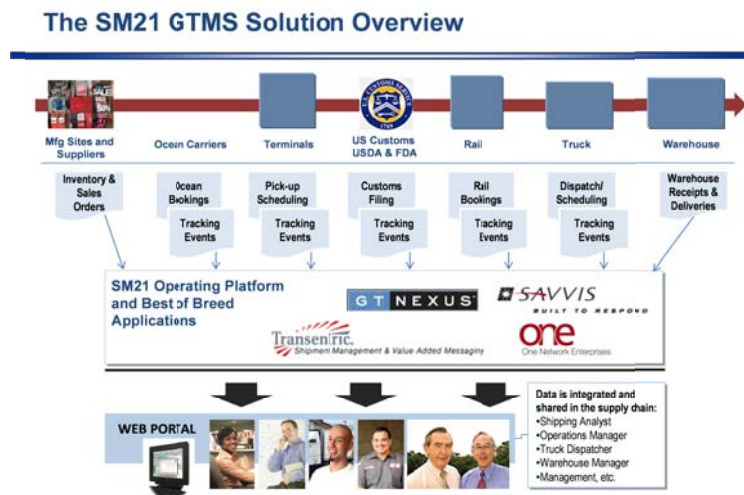 The SM21 GTMS Solution Overview
Mfg Sites and
Suppliers
Ocean Carriers
Terminals
US Customs
USDA & FDA
Rail
Truck
Warehouse
Inventory &
Sales
Orders
Ocean
Bookings
Tracking
Events
Pick-up
Scheduling
Tracking
Events
Customs
Filing
Tracking
Events
Rail
Bookings
Tracking
Events
Dispatch/
Scheduling
Tracking
Events
Warehouse
Receipts &
Deliveries
SM21 Operating Platform
and Best of Breed
Applications
GT NEXUS
SAVVIS
BUILT TO RESPOND
Transentric.
Shipment Management & Value Added Messaging
one
One Network Enterprises
WEB PORTAL
Data is integrated and
shared in the supply chain:
•Shipping Analyst
•Operations Manager
•Truck Dispatcher
•Warehouse Manager
•Management, etc.